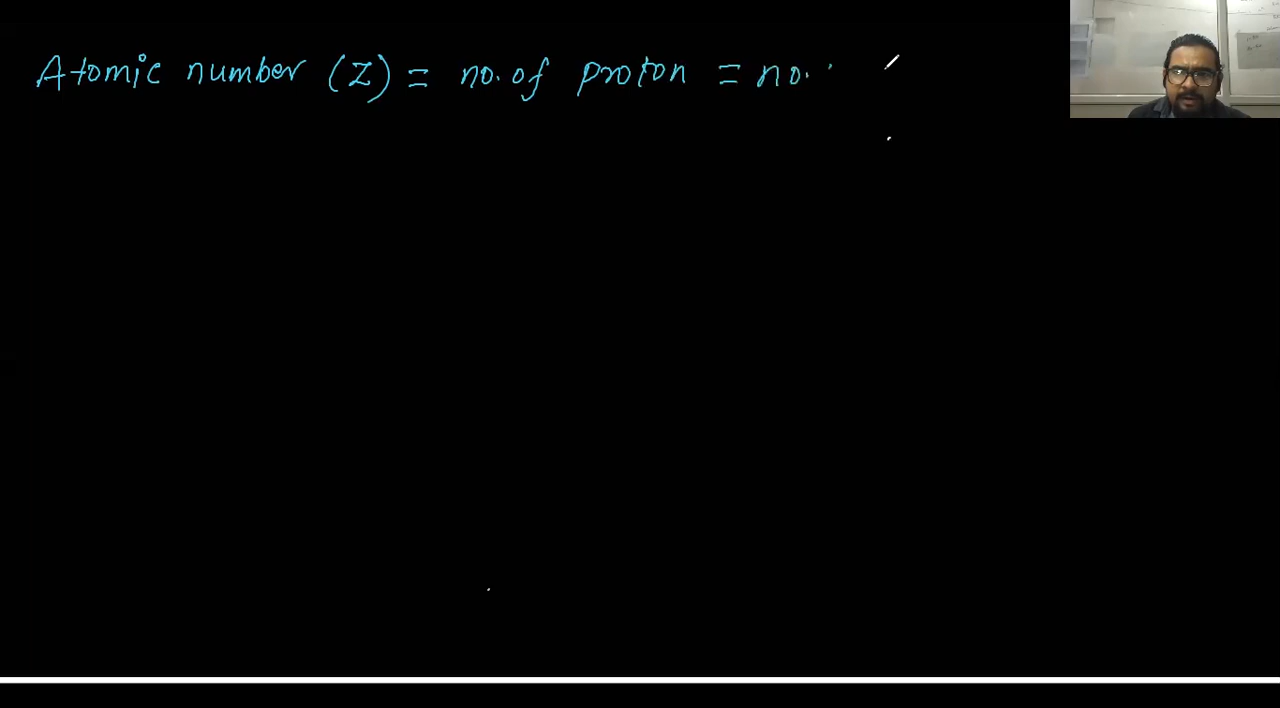 Atomic number (Z) = no. of proton = no.